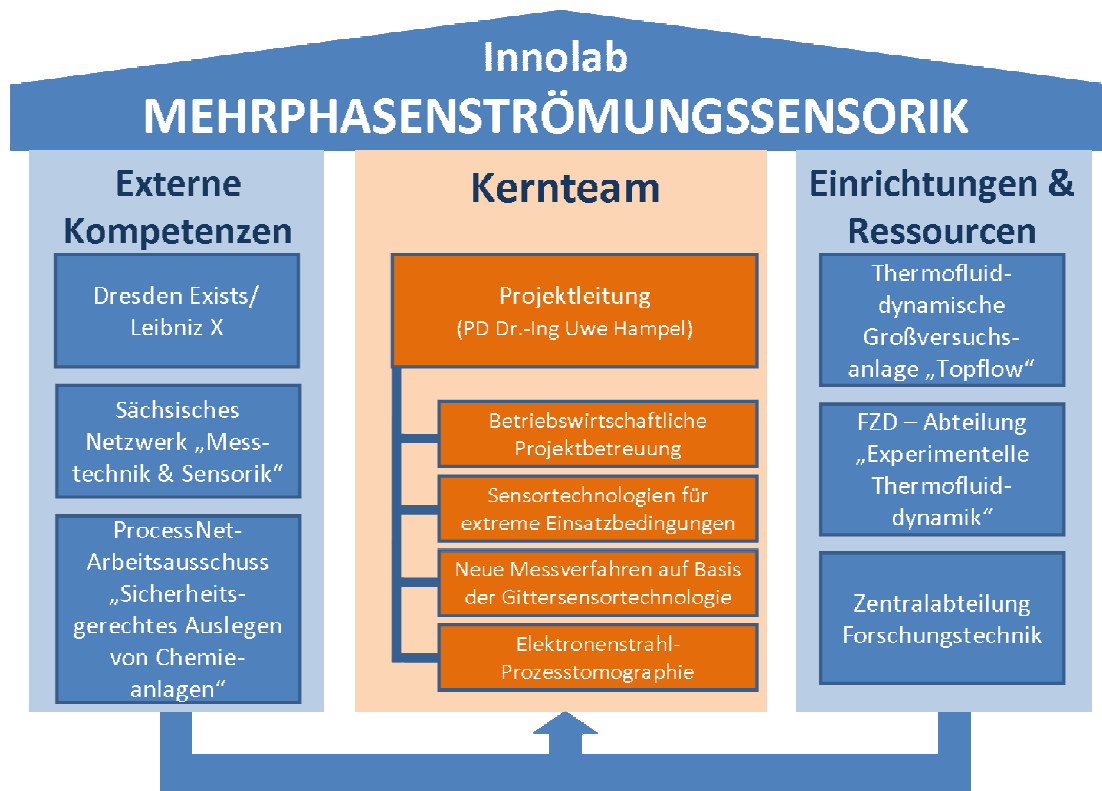 Innolab
MEHRPHASENSTRÖMUNGSSENSORIK
Externe
Kompetenzen
Dresden Exists/
Leibniz X
Sächsisches
Netzwerk „Mess-
technik & Sensorik“
ProcessNet-
Arbeitsausschuss
„Sicherheits-
gerechtes Auslegen
von Chemie-
anlagen“
Kernteam
Projektleitung
(PD Dr.-Ing Uwe Hampel)
Betriebswirtschaftliche
Projektbetreuung
Sensortechnologien für
extreme Einsatzbedingungen
Neue Messverfahren auf Basis
der Gittersensortechnologie
Elektronenstrahl-
Prozesstomographie
Einrichtungen &
Ressourcen
Thermofluid-
dynamische
Großversuchs-
anlage „Topflow“
FZD – Abteilung
„Experimentelle
Thermofluid-
dynamik“
Zentralabteilung
Forschungstechnik